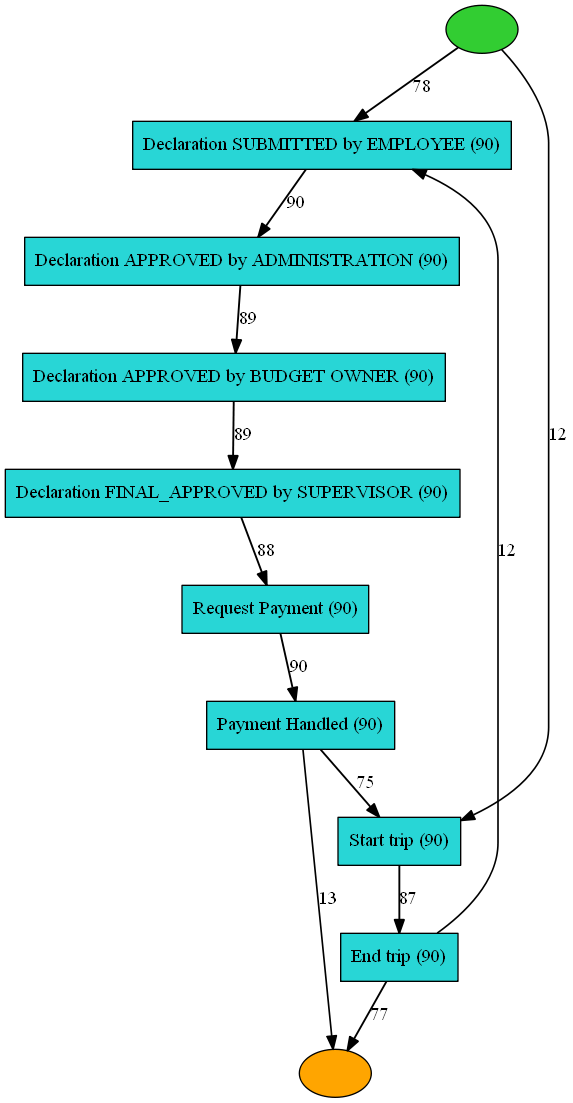 78
Declaration SUBMITTED by EMPLOYEE (90)
90
Declaration APPROVED by ADMINISTRATION (90)
89
Declaration APPROVED by BUDGET OWNER (90)
89
12
Declaration FINAL_APPROVED by SUPERVISOR (90)
88
12
Request Payment (90)
90
Payment Handled (90)
75
Start trip (90)
13
87
End trip (90)
77